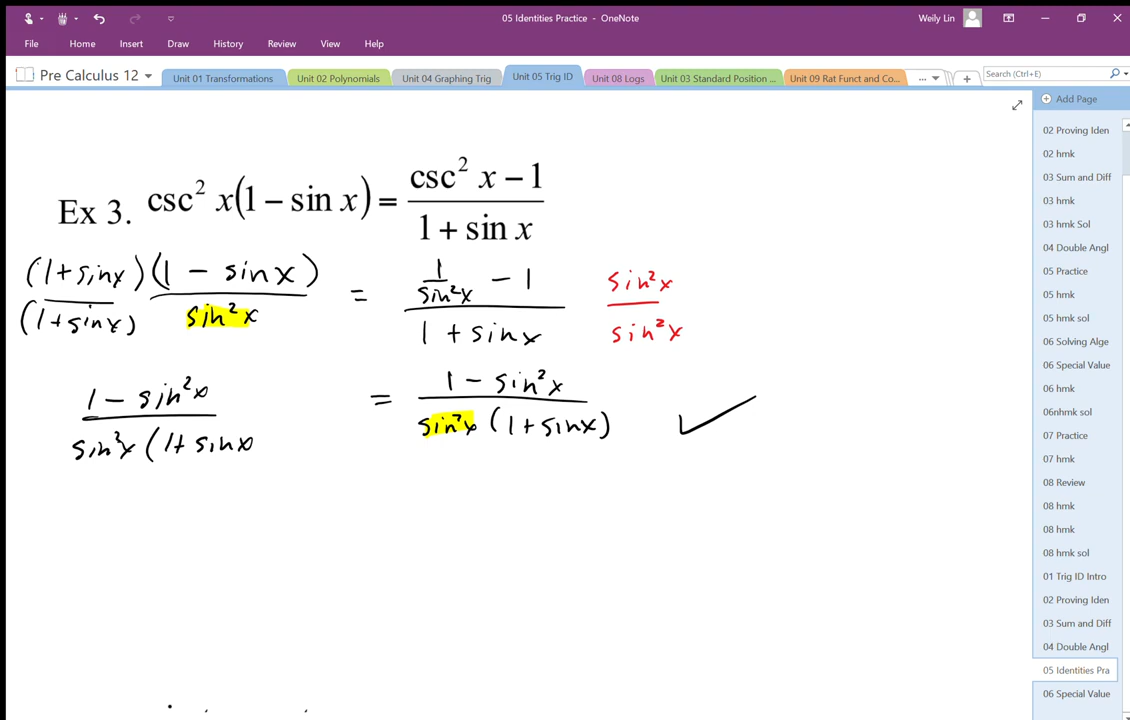 05 Identities Practice - OneNote
Weily Lin
File Home Insert Draw History Review View Help
Pre Calculus 12
Unit 01 Transformations
Unit 02 Polynomials
Unit 04 Graphing Trig
Unit 05 Trig ID
Unit 08 Logs
Unit 03 Standard Position ...
Unit 09 Rat Funct and Co...
...
Search (Ctrl+E)
Ex 3. csc² x(1 − sin x) = (csc² x − 1)/(1 + sin x)
(1+sinx)/(1+sinx) (1 − sinx)/sin²x = (1/sin²x − 1)/(1 + sinx) sin²x/sin²x
(1 − sin²x)/(sin²x (1+ sinx) = (1 − sin²x)/(sin²x (1+sinx)) ✓
Add Page
02 Proving Iden
02 hmk
03 Sum and Diff
03 hmk
03 hmk Sol
04 Double Angl
05 Practice
05 hmk
05 hmk sol
06 Solving Alge
06 Special Value
06 hmk
06nhmk sol
07 Practice
07 hmk
08 Review
08 hmk
08 hmk
08 hmk sol
01 Trig ID Intro
02 Proving Iden
03 Sum and Diff
04 Double Angl
05 Identities Pra
06 Special Value